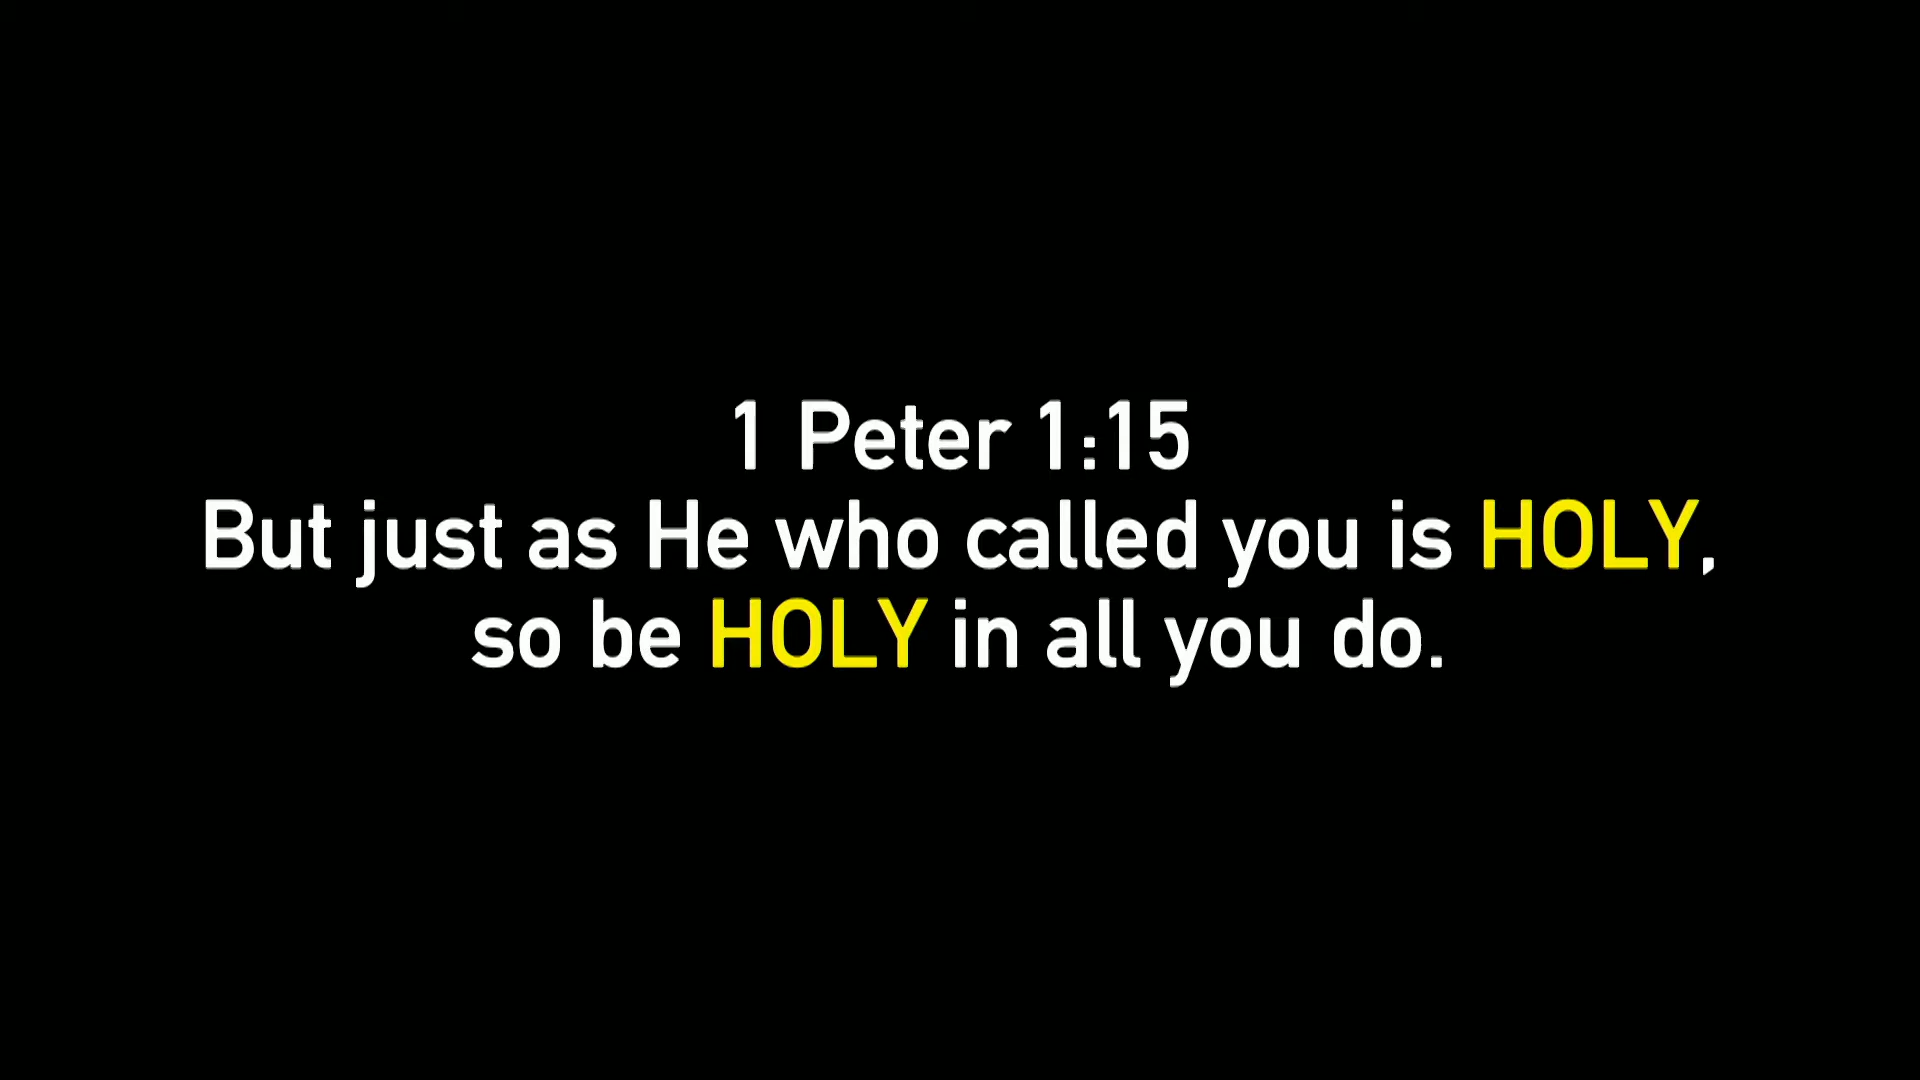 1 Peter 1:15
But just as He who called you is HOLY,
so be HOLY in all you do.